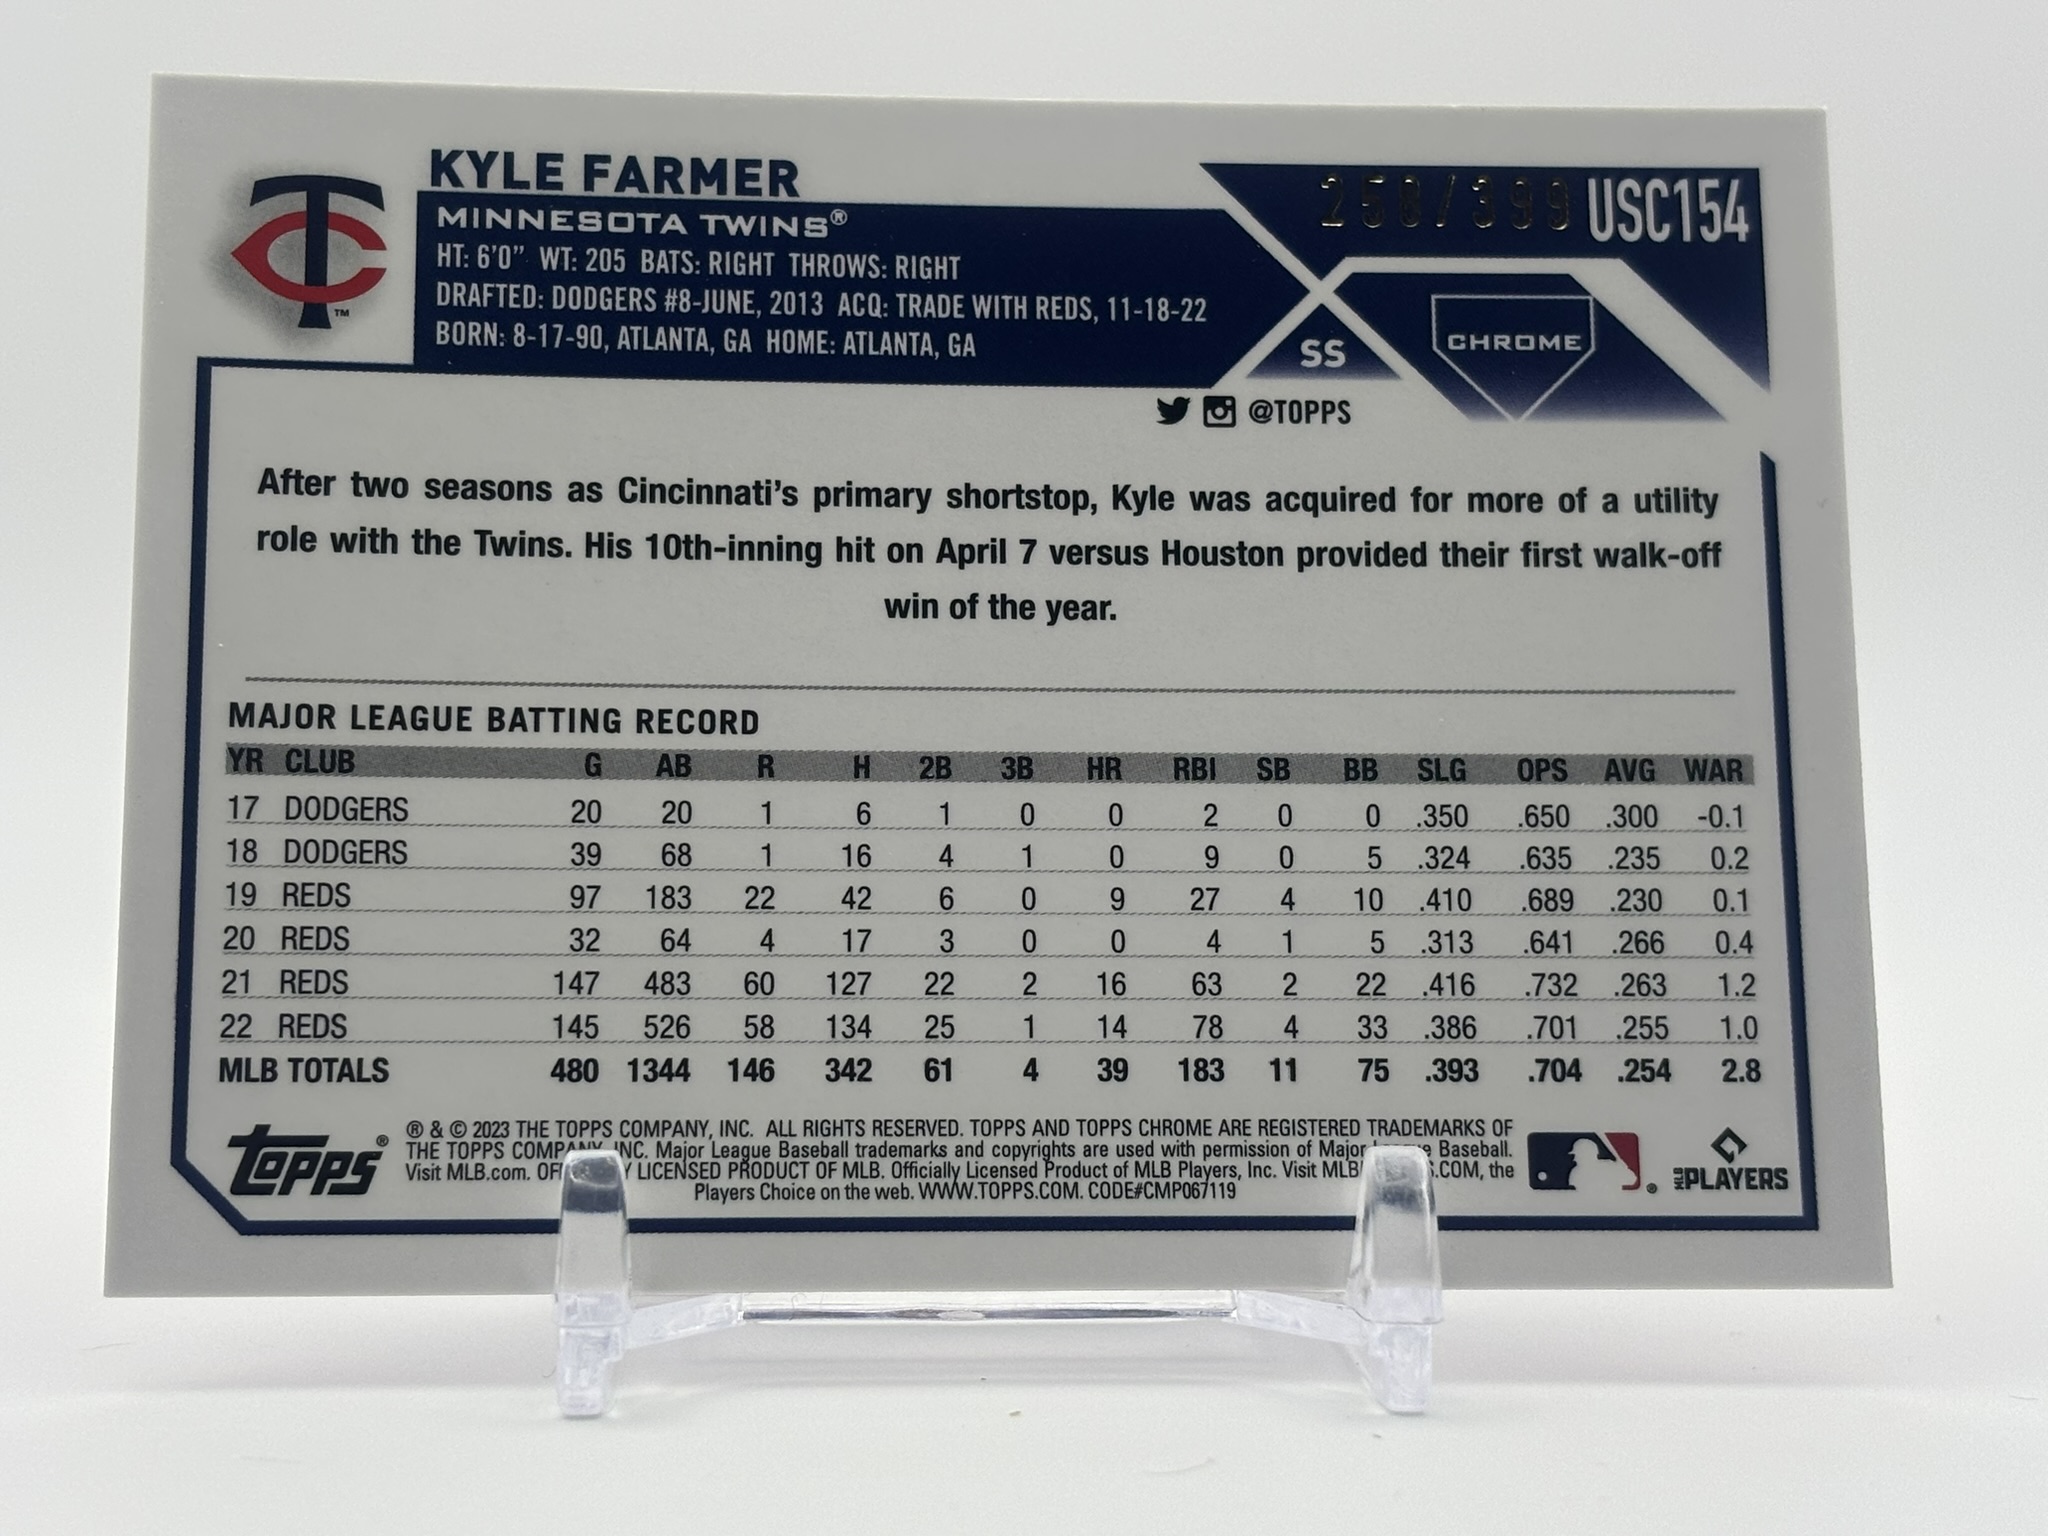 KYLE FARMER
MINNESOTA TWINS®
HT: 6'0" WT: 205 BATS: RIGHT THROWS: RIGHT
DRAFTED: DODGERS #8-JUNE, 2013 ACQ: TRADE WITH REDS, 11-18-22
BORN: 8-17-90, ATLANTA, GA HOME: ATLANTA, GA
/399 USC154
SS
CHROME
@TOPPS
TC™
After two seasons as Cincinnati's primary shortstop, Kyle was acquired for more of a utility
role with the Twins. His 10th-inning hit on April 7 versus Houston provided their first walk-off
win of the year.
MAJOR LEAGUE BATTING RECORD
YR CLUB G AB R H 2B 3B HR RBI SB BB SLG OPS AVG WAR
17 DODGERS 20 20 1 6 1 0 0 2 0 0 .350 .650 .300 -0.1
18 DODGERS 39 68 1 16 4 1 0 9 0 5 .324 .635 .235 0.2
19 REDS 97 183 22 42 6 0 9 27 4 10 .410 .689 .230 0.1
20 REDS 32 64 4 17 3 0 0 4 1 5 .313 .641 .266 0.4
21 REDS 147 483 60 127 22 2 16 63 2 22 .416 .732 .263 1.2
22 REDS 145 526 58 134 25 1 14 78 4 33 .386 .701 .255 1.0
MLB TOTALS 480 1344 146 342 61 4 39 183 11 75 .393 .704 .254 2.8
Topps®
® & © 2023 THE TOPPS COMPANY, INC. ALL RIGHTS RESERVED. TOPPS AND TOPPS CHROME ARE REGISTERED TRADEMARKS OF
THE TOPPS COMPANY, INC. Major League Baseball trademarks and copyrights are used with permission of Major League Baseball.
Visit MLB.com. LICENSED PRODUCT OF MLB. Officially Licensed Product of MLB Players, Inc. Visit .COM, the
Players Choice on the web. WWW.TOPPS.COM. CODE#CMP067119
MLB PLAYERS